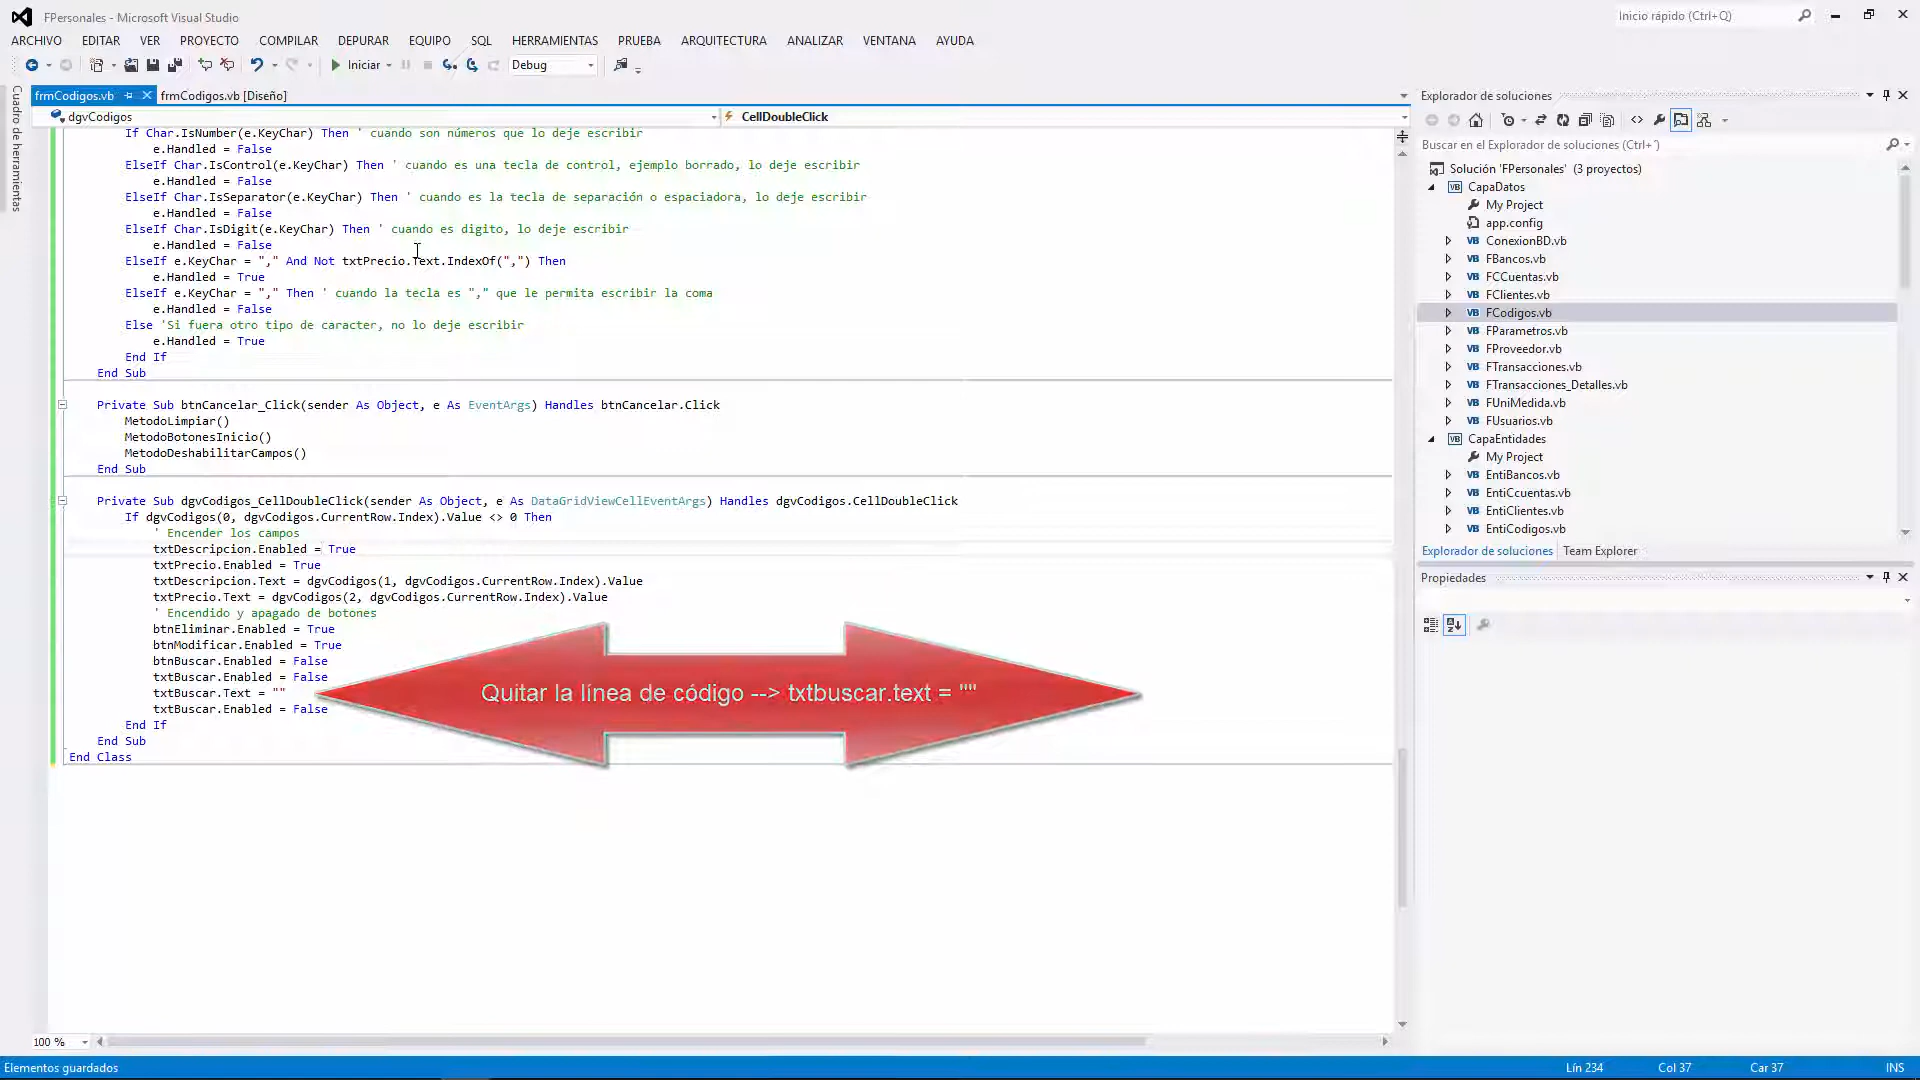 FPersonales - Microsoft Visual Studio
Inicio rápido (Ctrl+Q)
ARCHIVO EDITAR VER PROYECTO COMPILAR DEPURAR EQUIPO SQL HERRAMIENTAS PRUEBA ARQUITECTURA ANALIZAR VENTANA AYUDA
Iniciar Debug
Cuadro de herramientas
frmCodigos.vb frmCodigos.vb [Diseño]
dgvCodigos CellDoubleClick
If Char.IsNumber(e.KeyChar) Then ' cuando son números que lo deje escribir
e.Handled = False
ElseIf Char.IsControl(e.KeyChar) Then ' cuando es una tecla de control, ejemplo borrado, lo deje escribir
e.Handled = False
ElseIf Char.IsSeparator(e.KeyChar) Then ' cuando es la tecla de separación o espaciadora, lo deje escribir
e.Handled = False
ElseIf Char.IsDigit(e.KeyChar) Then ' cuando es digito, lo deje escribir
e.Handled = False
ElseIf e.KeyChar = "," And Not txtPrecio.Text.IndexOf(",") Then
e.Handled = True
ElseIf e.KeyChar = "," Then ' cuando la tecla es "," que le permita escribir la coma
e.Handled = False
Else 'Si fuera otro tipo de caracter, no lo deje escribir
e.Handled = True
End If
End Sub
Private Sub btnCancelar_Click(sender As Object, e As EventArgs) Handles btnCancelar.Click
MetodoLimpiar()
MetodoBotonesInicio()
MetodoDeshabilitarCampos()
End Sub
Private Sub dgvCodigos_CellDoubleClick(sender As Object, e As DataGridViewCellEventArgs) Handles dgvCodigos.CellDoubleClick
If dgvCodigos(0, dgvCodigos.CurrentRow.Index).Value <> 0 Then
' Encender los campos
txtDescripcion.Enabled = True
txtPrecio.Enabled = True
txtDescripcion.Text = dgvCodigos(1, dgvCodigos.CurrentRow.Index).Value
txtPrecio.Text = dgvCodigos(2, dgvCodigos.CurrentRow.Index).Value
' Encendido y apagado de botones
btnEliminar.Enabled = True
btnModificar.Enabled = True
btnBuscar.Enabled = False
txtBuscar.Enabled = False
txtBuscar.Text = ""
txtBuscar.Enabled = False
End If
End Sub
End Class
Quitar la línea de código --> txtbuscar.text = ""
100 %
Explorador de soluciones
Buscar en el Explorador de soluciones (Ctrl+´)
Solución 'FPersonales' (3 proyectos)
CapaDatos
My Project
app.config
ConexionBD.vb
FBancos.vb
FCCuentas.vb
FClientes.vb
FCodigos.vb
FParametros.vb
FProveedor.vb
FTransacciones.vb
FTransacciones_Detalles.vb
FUniMedida.vb
FUsuarios.vb
CapaEntidades
My Project
EntiBancos.vb
EntiCcuentas.vb
EntiClientes.vb
EntiCodigos.vb
Explorador de soluciones Team Explorer
Propiedades
Elementos guardados Lín 234 Col 37 Car 37 INS